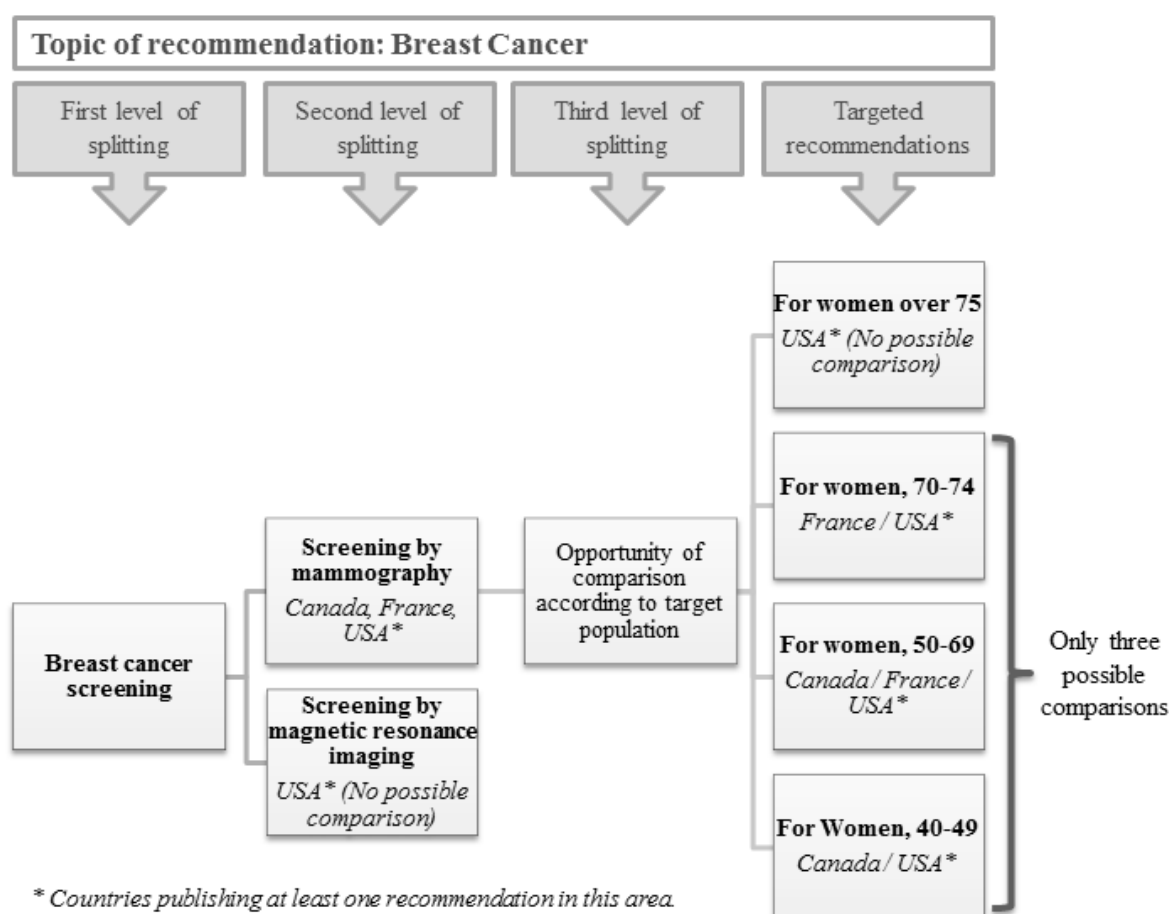 Topic of recommendation: Breast Cancer
First level of
splitting
Second level of
splitting
Third level of
splitting
Targeted
recommendations
For women over 75
USA* (No possible
comparison)
For women, 70-74
France / USA*
Screening by
mammography
Canada, France,
USA*
Opportunity of
comparison
according to target
population
For women, 50-69
Canada / France /
USA*
Only three
possible
comparisons
Breast cancer
screening
Screening by
magnetic resonance
imaging
USA* (No possible
comparison)
For Women, 40-49
Canada / USA*
* Countries publishing at least one recommendation in this area.